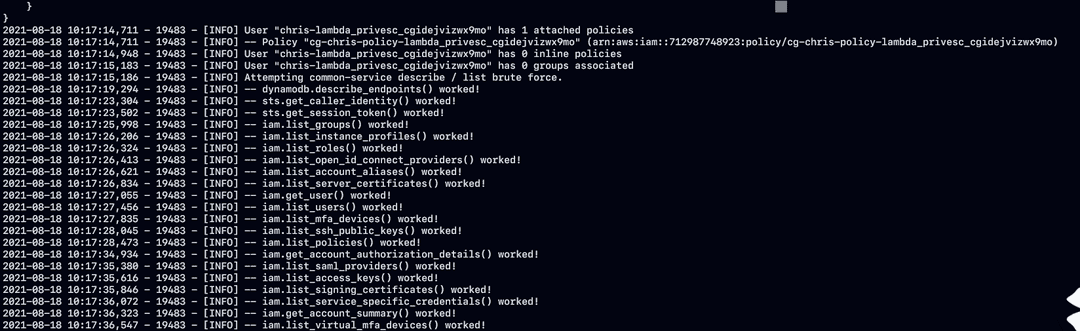 }
}
2021-08-18 10:17:14,711 - 19483 - [INFO] User "chris-lambda_privesc_cgidejvizwx9mo" has 1 attached policies
2021-08-18 10:17:14,711 - 19483 - [INFO] -- Policy "cg-chris-policy-lambda_privesc_cgidejvizwx9mo" (arn:aws:iam::712987748923:policy/cg-chris-policy-lambda_privesc_cgidejvizwx9mo)
2021-08-18 10:17:14,948 - 19483 - [INFO] User "chris-lambda_privesc_cgidejvizwx9mo" has 0 inline policies
2021-08-18 10:17:15,183 - 19483 - [INFO] User "chris-lambda_privesc_cgidejvizwx9mo" has 0 groups associated
2021-08-18 10:17:15,186 - 19483 - [INFO] Attempting common-service describe / list brute force.
2021-08-18 10:17:19,294 - 19483 - [INFO] -- dynamodb.describe_endpoints() worked!
2021-08-18 10:17:23,304 - 19483 - [INFO] -- sts.get_caller_identity() worked!
2021-08-18 10:17:23,502 - 19483 - [INFO] -- sts.get_session_token() worked!
2021-08-18 10:17:25,998 - 19483 - [INFO] -- iam.list_groups() worked!
2021-08-18 10:17:26,206 - 19483 - [INFO] -- iam.list_instance_profiles() worked!
2021-08-18 10:17:26,324 - 19483 - [INFO] -- iam.list_roles() worked!
2021-08-18 10:17:26,413 - 19483 - [INFO] -- iam.list_open_id_connect_providers() worked!
2021-08-18 10:17:26,621 - 19483 - [INFO] -- iam.list_account_aliases() worked!
2021-08-18 10:17:26,834 - 19483 - [INFO] -- iam.list_server_certificates() worked!
2021-08-18 10:17:27,055 - 19483 - [INFO] -- iam.get_user() worked!
2021-08-18 10:17:27,456 - 19483 - [INFO] -- iam.list_users() worked!
2021-08-18 10:17:27,835 - 19483 - [INFO] -- iam.list_mfa_devices() worked!
2021-08-18 10:17:28,045 - 19483 - [INFO] -- iam.list_ssh_public_keys() worked!
2021-08-18 10:17:28,473 - 19483 - [INFO] -- iam.list_policies() worked!
2021-08-18 10:17:34,934 - 19483 - [INFO] -- iam.get_account_authorization_details() worked!
2021-08-18 10:17:35,380 - 19483 - [INFO] -- iam.list_saml_providers() worked!
2021-08-18 10:17:35,616 - 19483 - [INFO] -- iam.list_access_keys() worked!
2021-08-18 10:17:35,846 - 19483 - [INFO] -- iam.list_signing_certificates() worked!
2021-08-18 10:17:36,072 - 19483 - [INFO] -- iam.list_service_specific_credentials() worked!
2021-08-18 10:17:36,323 - 19483 - [INFO] -- iam.get_account_summary() worked!
2021-08-18 10:17:36,547 - 19483 - [INFO] -- iam.list_virtual_mfa_devices() worked!